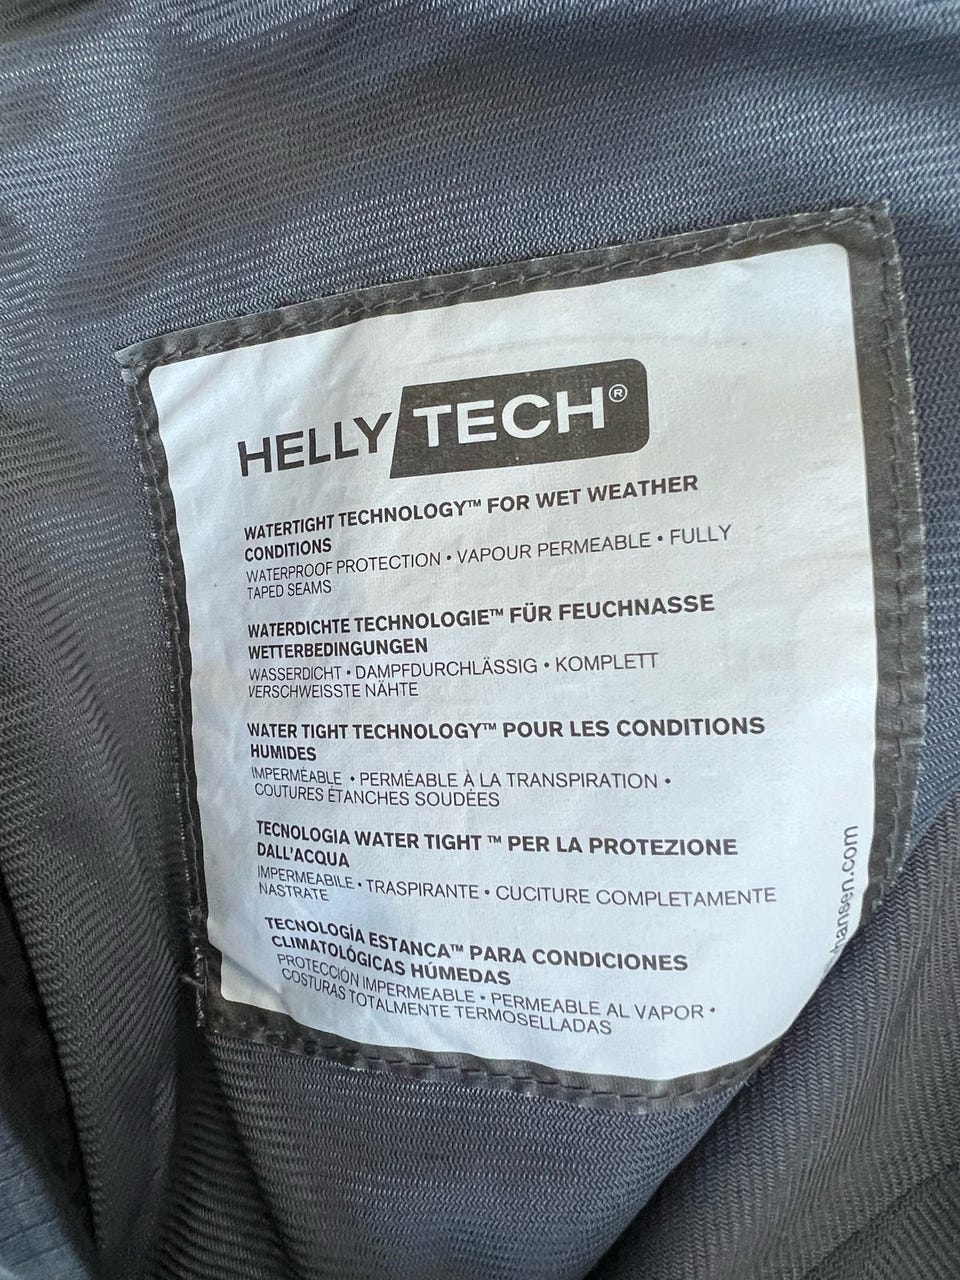 HELLY TECH®
WATERTIGHT TECHNOLOGY™ FOR WET WEATHER
CONDITIONS
WATERPROOF PROTECTION • VAPOUR PERMEABLE • FULLY
TAPED SEAMS
WATERDICHTE TECHNOLOGIE™ FÜR FEUCHNASSE
WETTERBEDINGUNGEN
WASSERDICHT • DAMPFDURCHLÄSSIG • KOMPLETT
VERSCHWEISSTE NÄHTE
WATER TIGHT TECHNOLOGY™ POUR LES CONDITIONS
HUMIDES
IMPERMÉABLE • PERMÉABLE À LA TRANSPIRATION •
COUTURES ÉTANCHES SOUDÉES
TECNOLOGIA WATER TIGHT ™ PER LA PROTEZIONE
DALL'ACQUA
IMPERMEABILE • TRASPIRANTE • CUCITURE COMPLETAMENTE
NASTRATE
TECNOLOGÍA ESTANCA™ PARA CONDICIONES
CLIMATOLÓGICAS HÚMEDAS
PROTECCIÓN IMPERMEABLE • PERMEABLE AL VAPOR •
COSTURAS TOTALMENTE TERMOSELLADAS
hansen.com